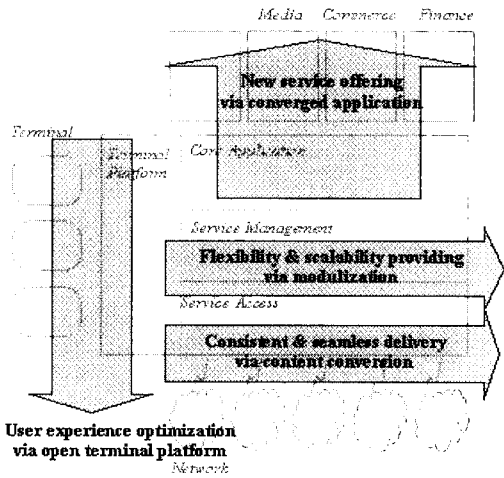 Media Commerce Finance
New service offering
via converged application
Terminal
Terminal
Platform
Core Application
Service Management
Flexibility & scalability providing
via modulization
Service Access
Consistent & seamless delivery
via content conversion
User experience optimization
via open terminal platform
Network